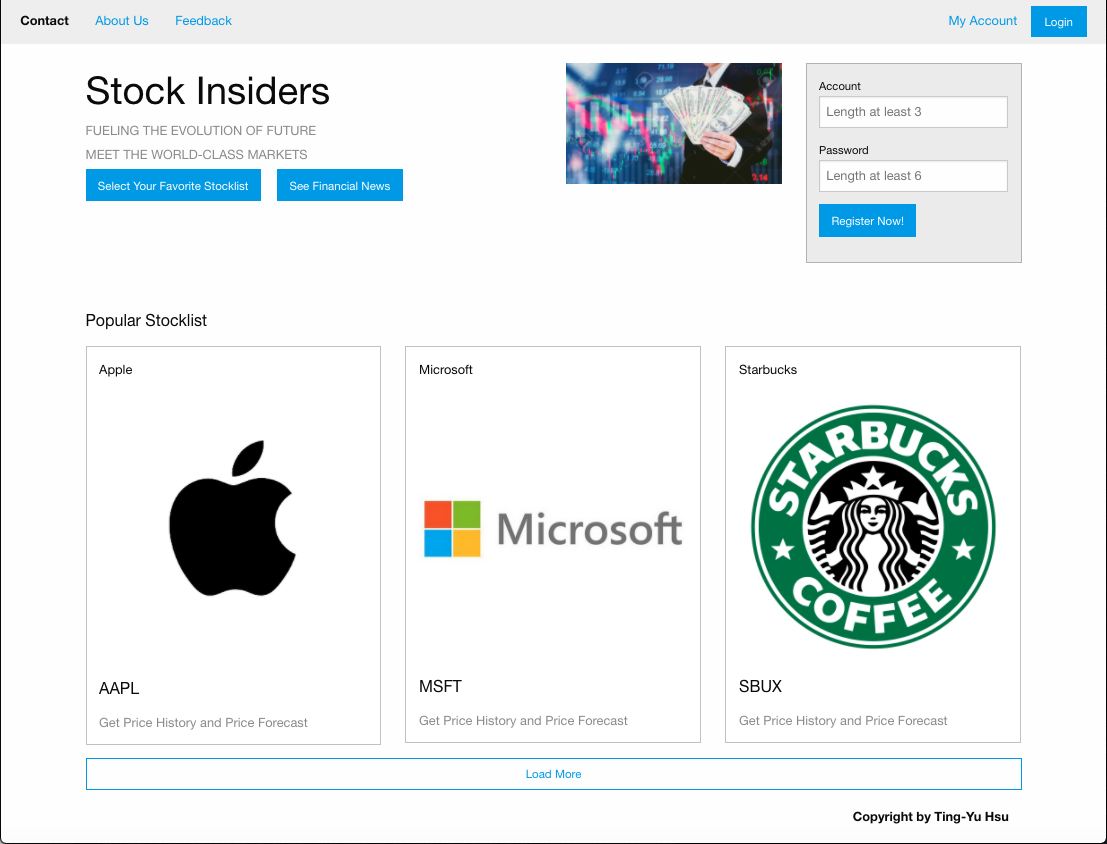 Contact About Us Feedback My Account Login
Stock Insiders
FUELING THE EVOLUTION OF FUTURE
MEET THE WORLD-CLASS MARKETS
Select Your Favorite Stocklist See Financial News
Account
Length at least 3
Password
Length at least 6
Register Now!
Popular Stocklist
Apple
AAPL
Get Price History and Price Forecast
Microsoft
Microsoft
MSFT
Get Price History and Price Forecast
Starbucks
STARBUCKS
COFFEE
SBUX
Get Price History and Price Forecast
Load More
Copyright by Ting-Yu Hsu